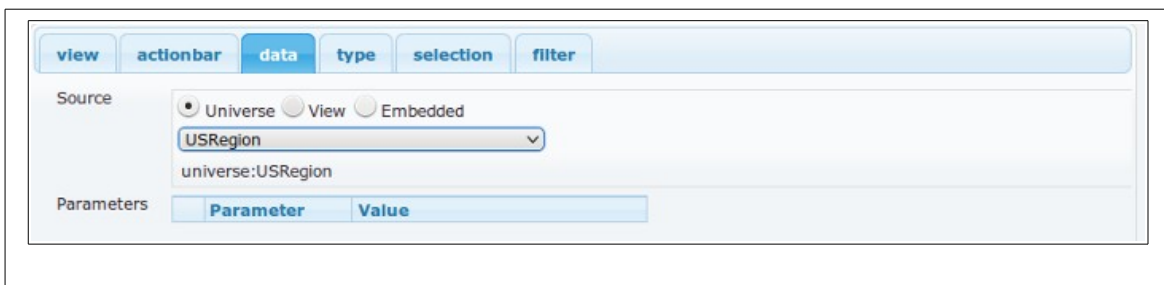 view actionbar data type selection filter
Source
Universe View Embedded
USRegion
universe:USRegion
Parameters Parameter Value